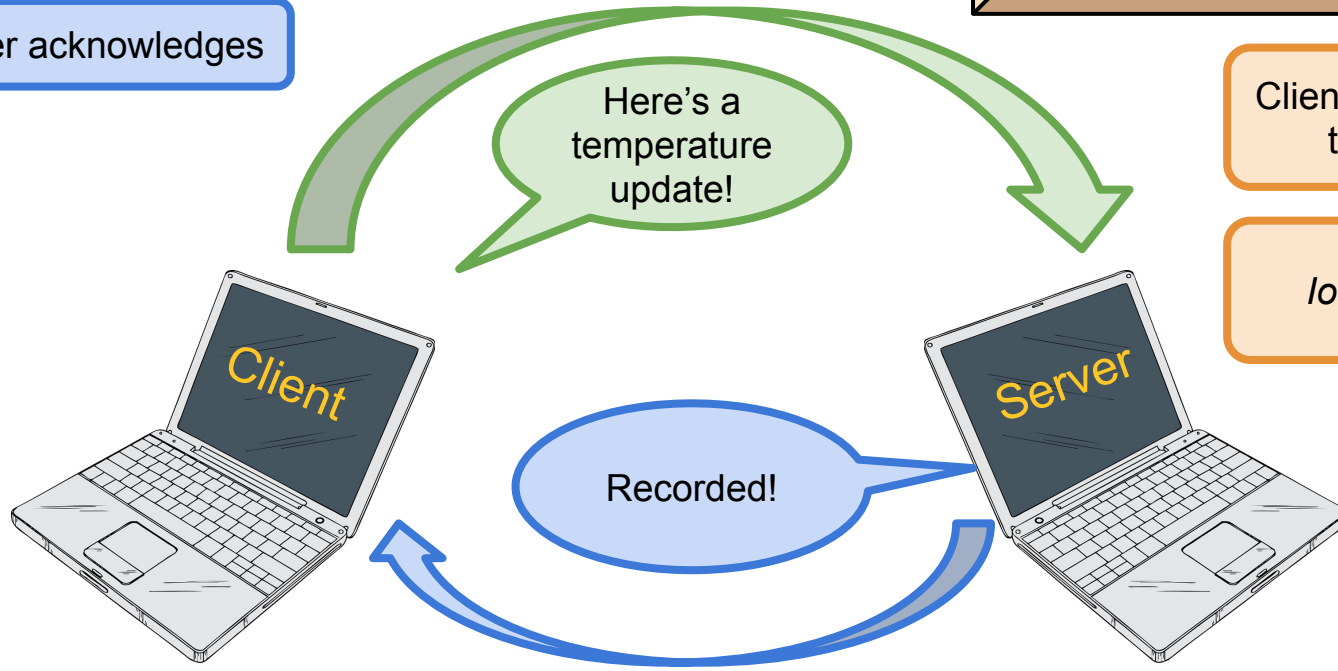 er acknowledges
Here’s a
temperature
update!
Clien
t
lo
Client
Server
Recorded!